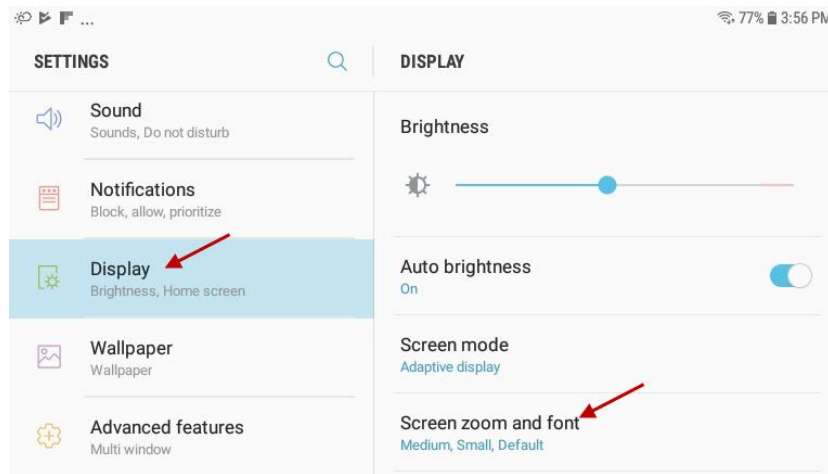 ... 77% 3:56 PM
SETTINGS
Sound
Sounds, Do not disturb
Notifications
Block, allow, prioritize
Display
Brightness, Home screen
Wallpaper
Wallpaper
Advanced features
Multi window
DISPLAY
Brightness
Auto brightness
On
Screen mode
Adaptive display
Screen zoom and font
Medium, Small, Default